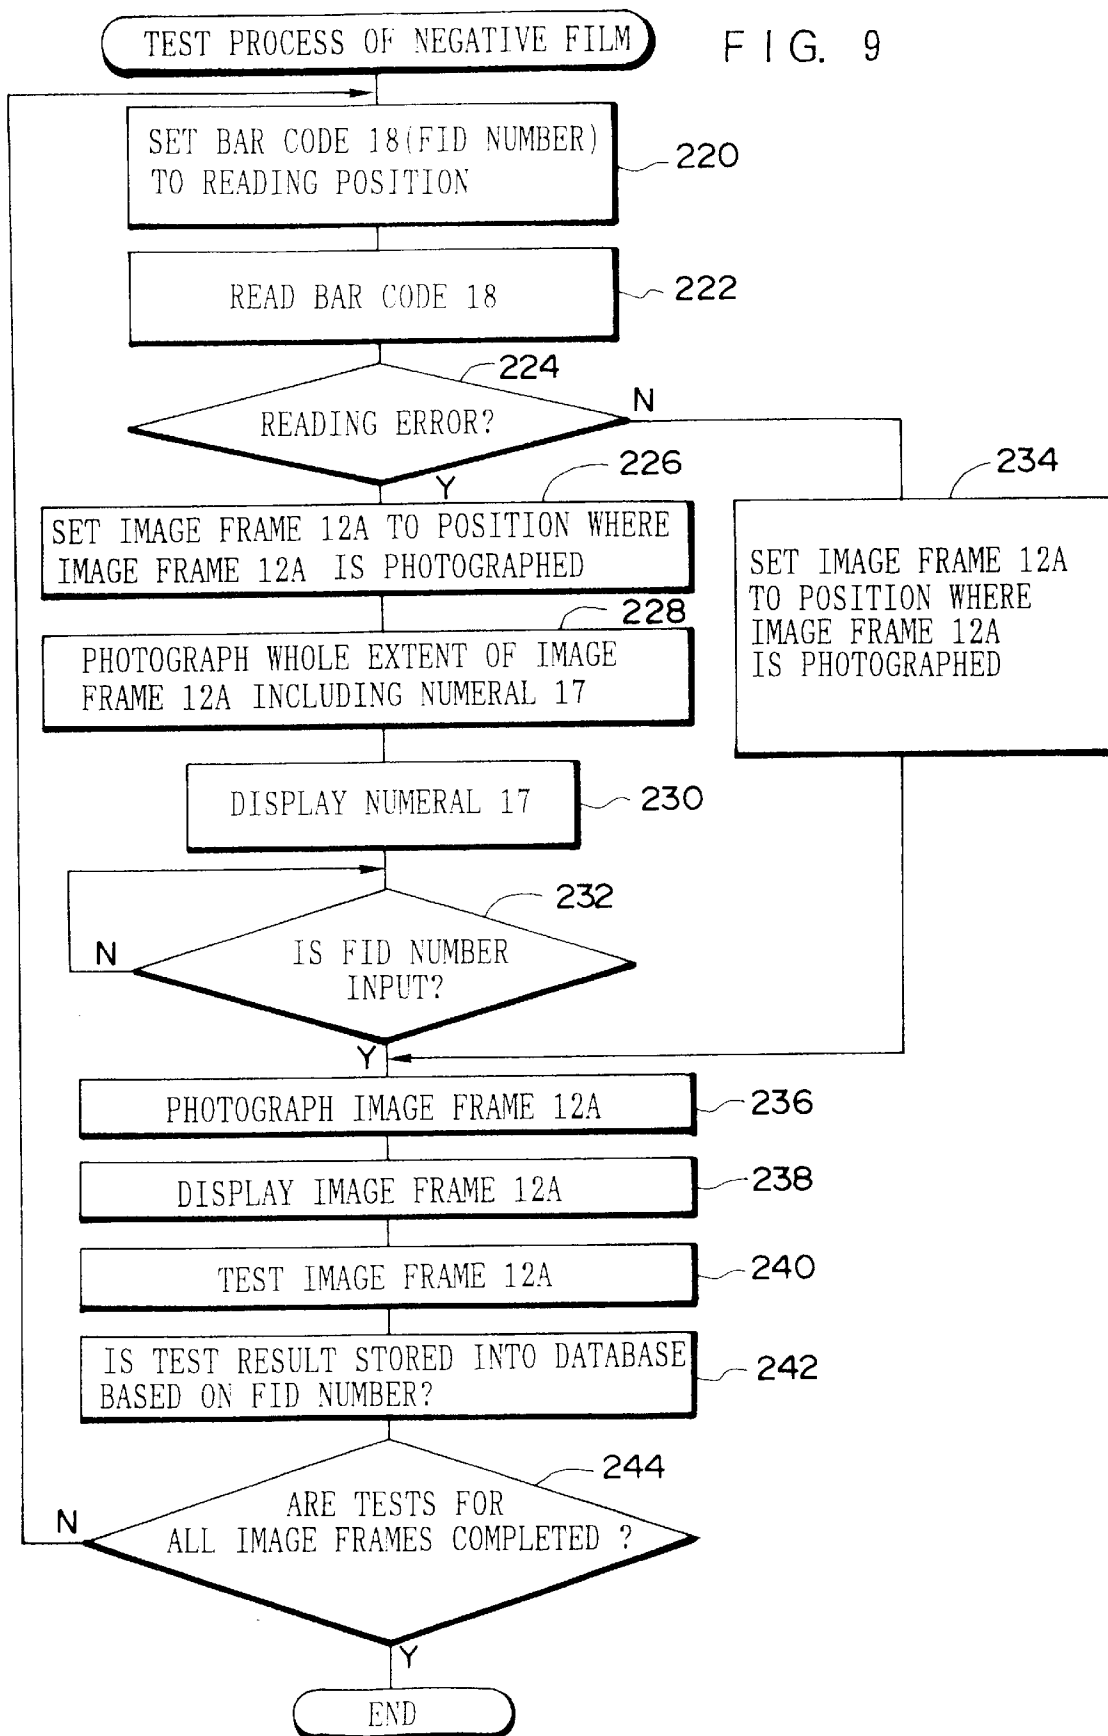 TEST PROCESS OF NEGATIVE FILM
FIG. 9
SET BAR CODE 18(FID NUMBER)
TO READING POSITION
220
READ BAR CODE 18
222
224
READING ERROR?
N
Y
226
SET IMAGE FRAME 12A TO POSITION WHERE
IMAGE FRAME 12A IS PHOTOGRAPHED
234
SET IMAGE FRAME 12A
TO POSITION WHERE
IMAGE FRAME 12A
IS PHOTOGRAPHED
228
PHOTOGRAPH WHOLE EXTENT OF IMAGE
FRAME 12A INCLUDING NUMERAL 17
DISPLAY NUMERAL 17
230
232
IS FID NUMBER
INPUT?
N
Y
PHOTOGRAPH IMAGE FRAME 12A
236
DISPLAY IMAGE FRAME 12A
238
TEST IMAGE FRAME 12A
240
IS TEST RESULT STORED INTO DATABASE
BASED ON FID NUMBER?
242
244
ARE TESTS FOR
ALL IMAGE FRAMES COMPLETED ?
N
Y
END